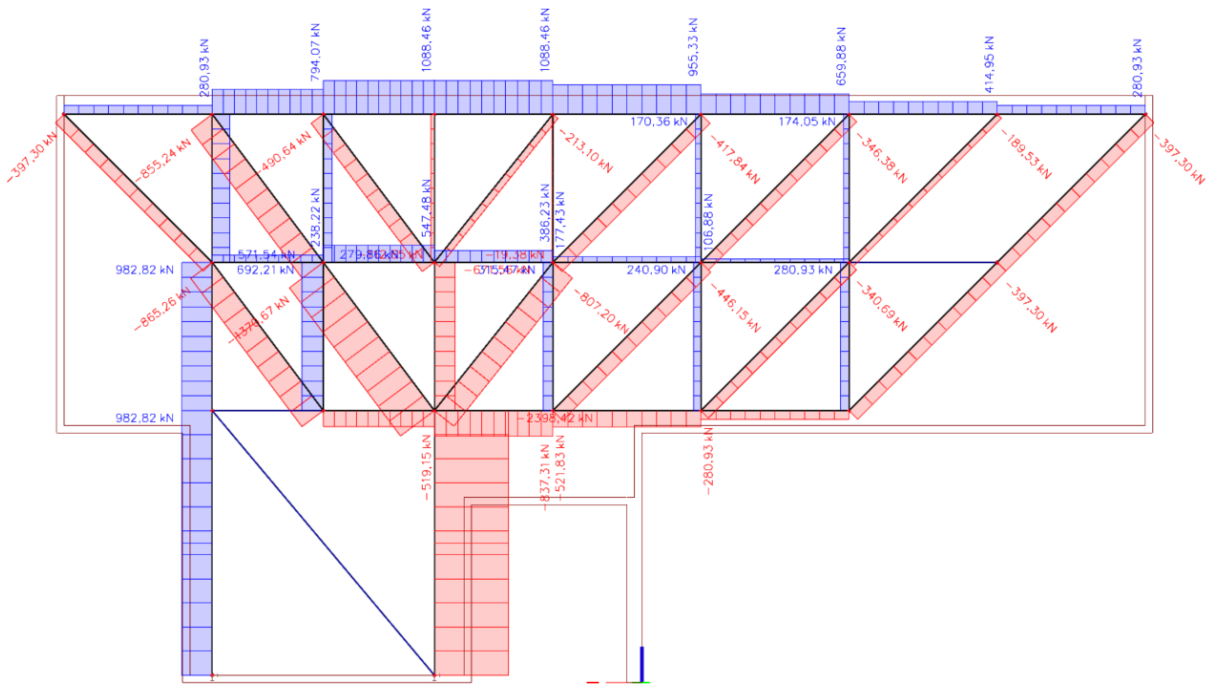 280,93 kN
794,07 kN
1088,46 kN
1088,46 kN
955,33 kN
659,88 kN
414,95 kN
280,93 kN
-397,30 kN
-855,24 kN
-490,64 kN
-213,10 kN
170,36 kN
-417,84 kN
174,05 kN
-346,38 kN
-189,53 kN
-397,30 kN
238,22 kN
547,48 kN
386,23 kN
177,43 kN
106,88 kN
571,54 kN
279,86 kN
-19,38 kN
982,82 kN
692,21 kN
315,47 kN
240,90 kN
280,93 kN
-865,26 kN
-807,20 kN
-446,15 kN
-340,69 kN
-397,30 kN
982,82 kN
-2398,42 kN
-519,15 kN
-837,31 kN
-521,83 kN
-280,93 kN